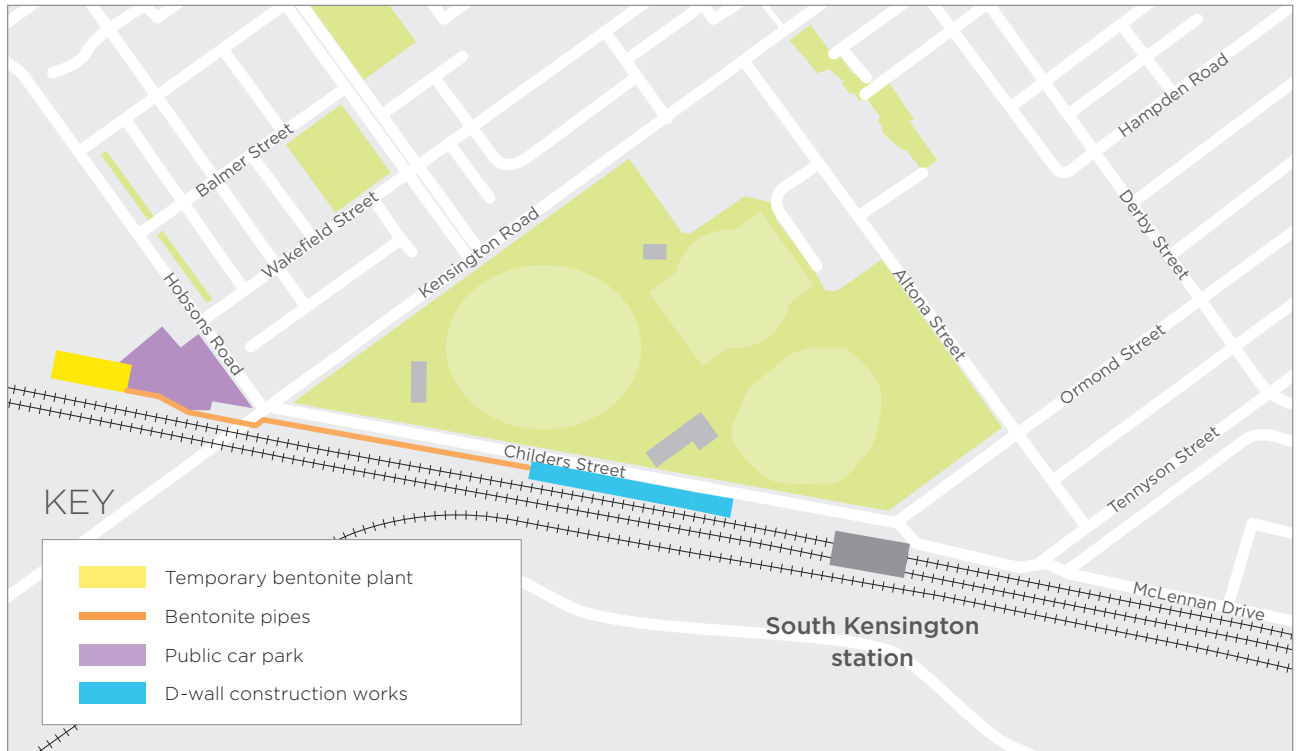 Hampden Road
Balmer Street
Wakefield Street
Derby Street
Kensington Road
Hobsons Road
Altona Street
Ormond Street
Tennyson Street
Childers Street
McLennan Drive
South Kensington
station
KEY
Temporary bentonite plant
Bentonite pipes
Public car park
D-wall construction works